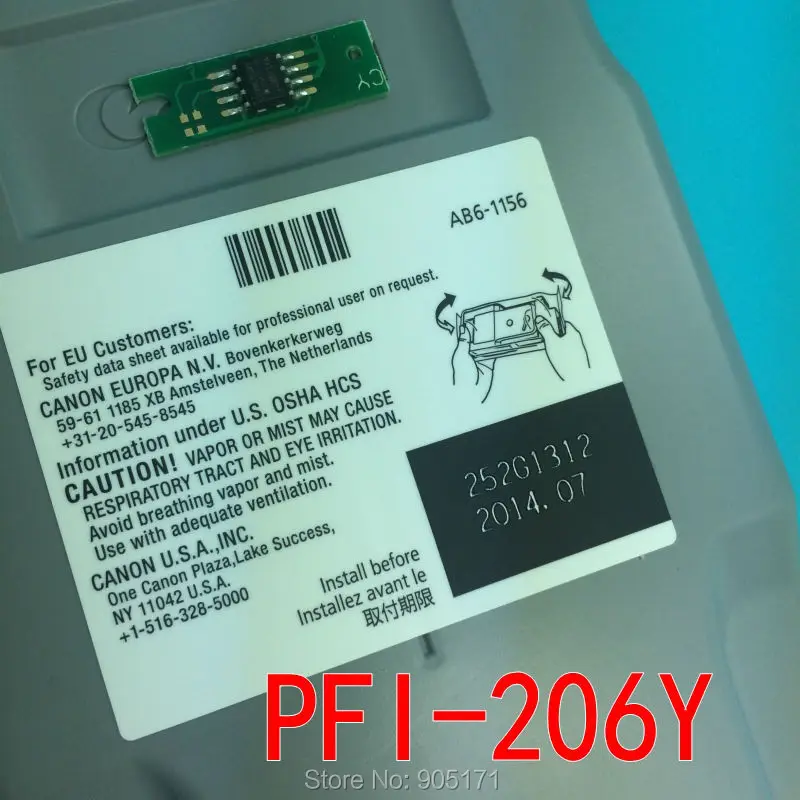 CY
AB6-1156
For EU Customers:
Safety data sheet available for professional user on request.
CANON EUROPA N.V. Bovenkerkerweg
59-61 1185 XB Amstelveen, The Netherlands
+31-20-545-8545
Information under U.S. OSHA HCS
CAUTION! VAPOR OR MIST MAY CAUSE
RESPIRATORY TRACT AND EYE IRRITATION.
Avoid breathing vapor and mist.
Use with adequate ventilation.
CANON U.S.A.,INC.
One Canon Plaza,Lake Success,
NY 11042 U.S.A.
+1-516-328-5000
Install before
Installez avant le
取付期限
252G1312
2014.07
PFI-206Y
Store No: 905171